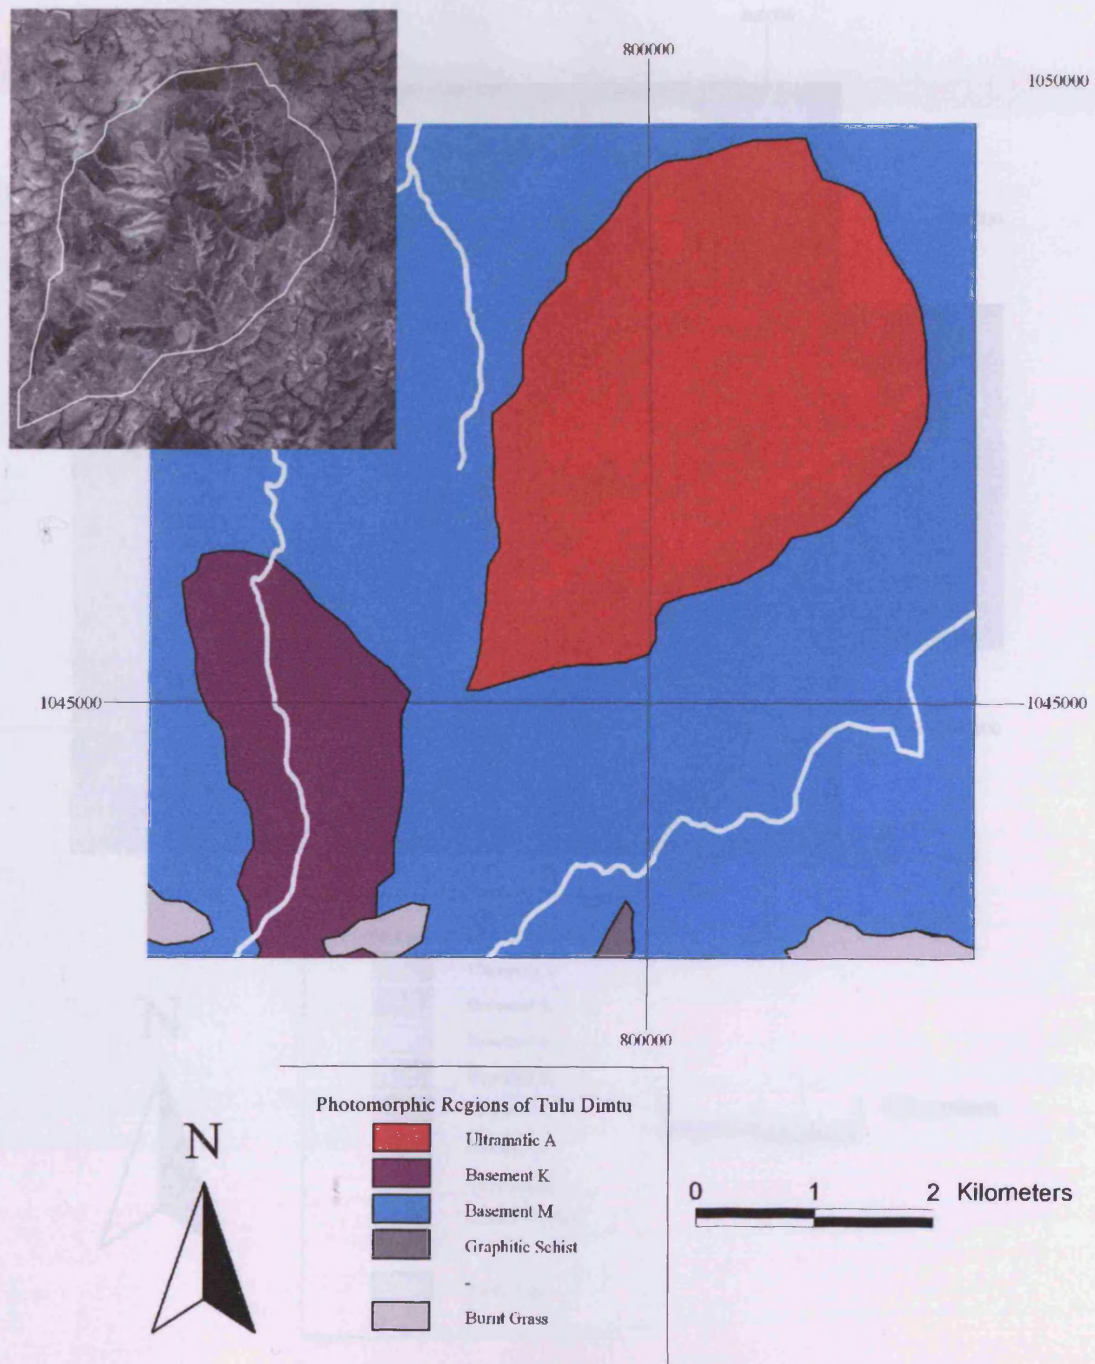 800000
1050000
1045000
1045000
800000
Photomorphic Regions of Tulu Dimtu
Ultramafic A
Basement K
Basement M
Graphitic Schist
-
Burnt Grass
N
0 1 2 Kilometers